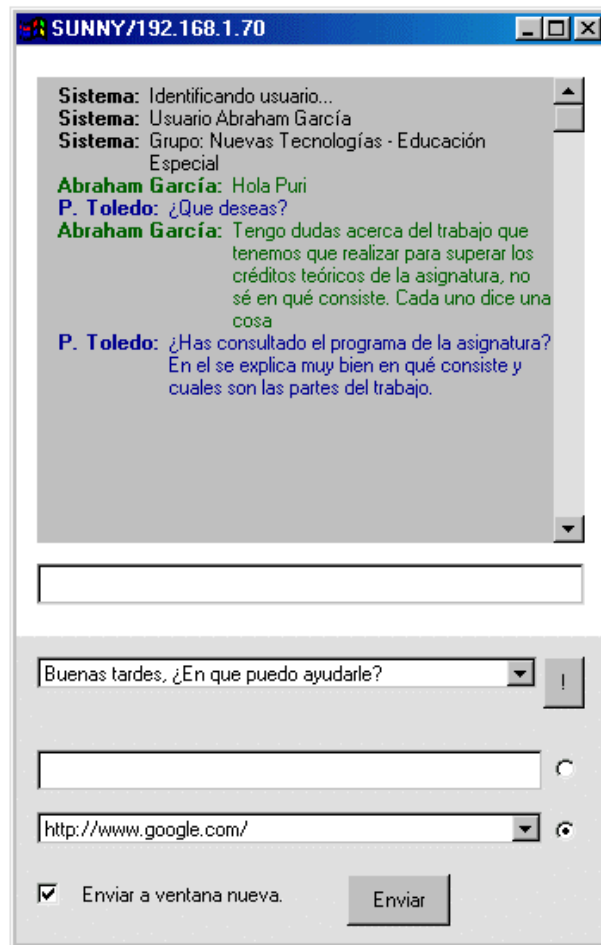 SUNNY/192.168.1.70
Sistema: Identificando usuario...
Sistema: Usuario Abraham García
Sistema: Grupo: Nuevas Tecnologías - Educación
Especial
Abraham García: Hola Puri
P. Toledo: ¿Que deseas?
Abraham García: Tengo dudas acerca del trabajo que
tenemos que realizar para superar los
créditos teóricos de la asignatura, no
sé en qué consiste. Cada uno dice una
cosa
P. Toledo: ¿Has consultado el programa de la asignatura?
En el se explica muy bien en qué consiste y
cuales son las partes del trabajo.
Buenas tardes, ¿En que puedo ayudarle?
!
http://www.google.com/
Enviar a ventana nueva.
Enviar